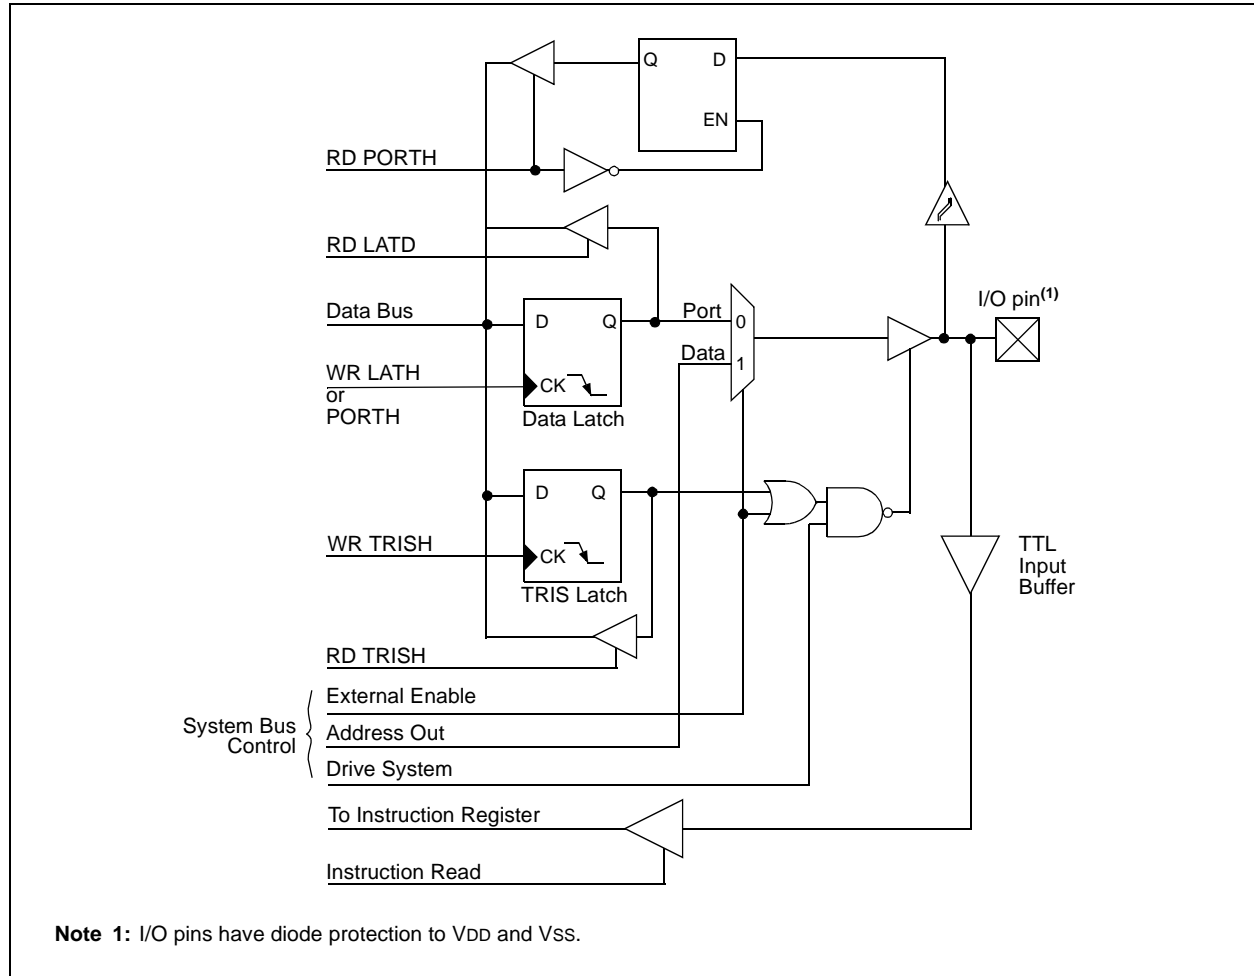 Q D
EN
RD PORTH
RD LATD
I/O pin(1)
Data Bus
D Q
Port 0
Data 1
WR LATH
or
PORTH
CK
Data Latch
D Q
WR TRISH
CK
TRIS Latch
TTL
Input
Buffer
RD TRISH
External Enable
System Bus
Control
Address Out
Drive System
To Instruction Register
Instruction Read
Note 1: I/O pins have diode protection to VDD and VSS.